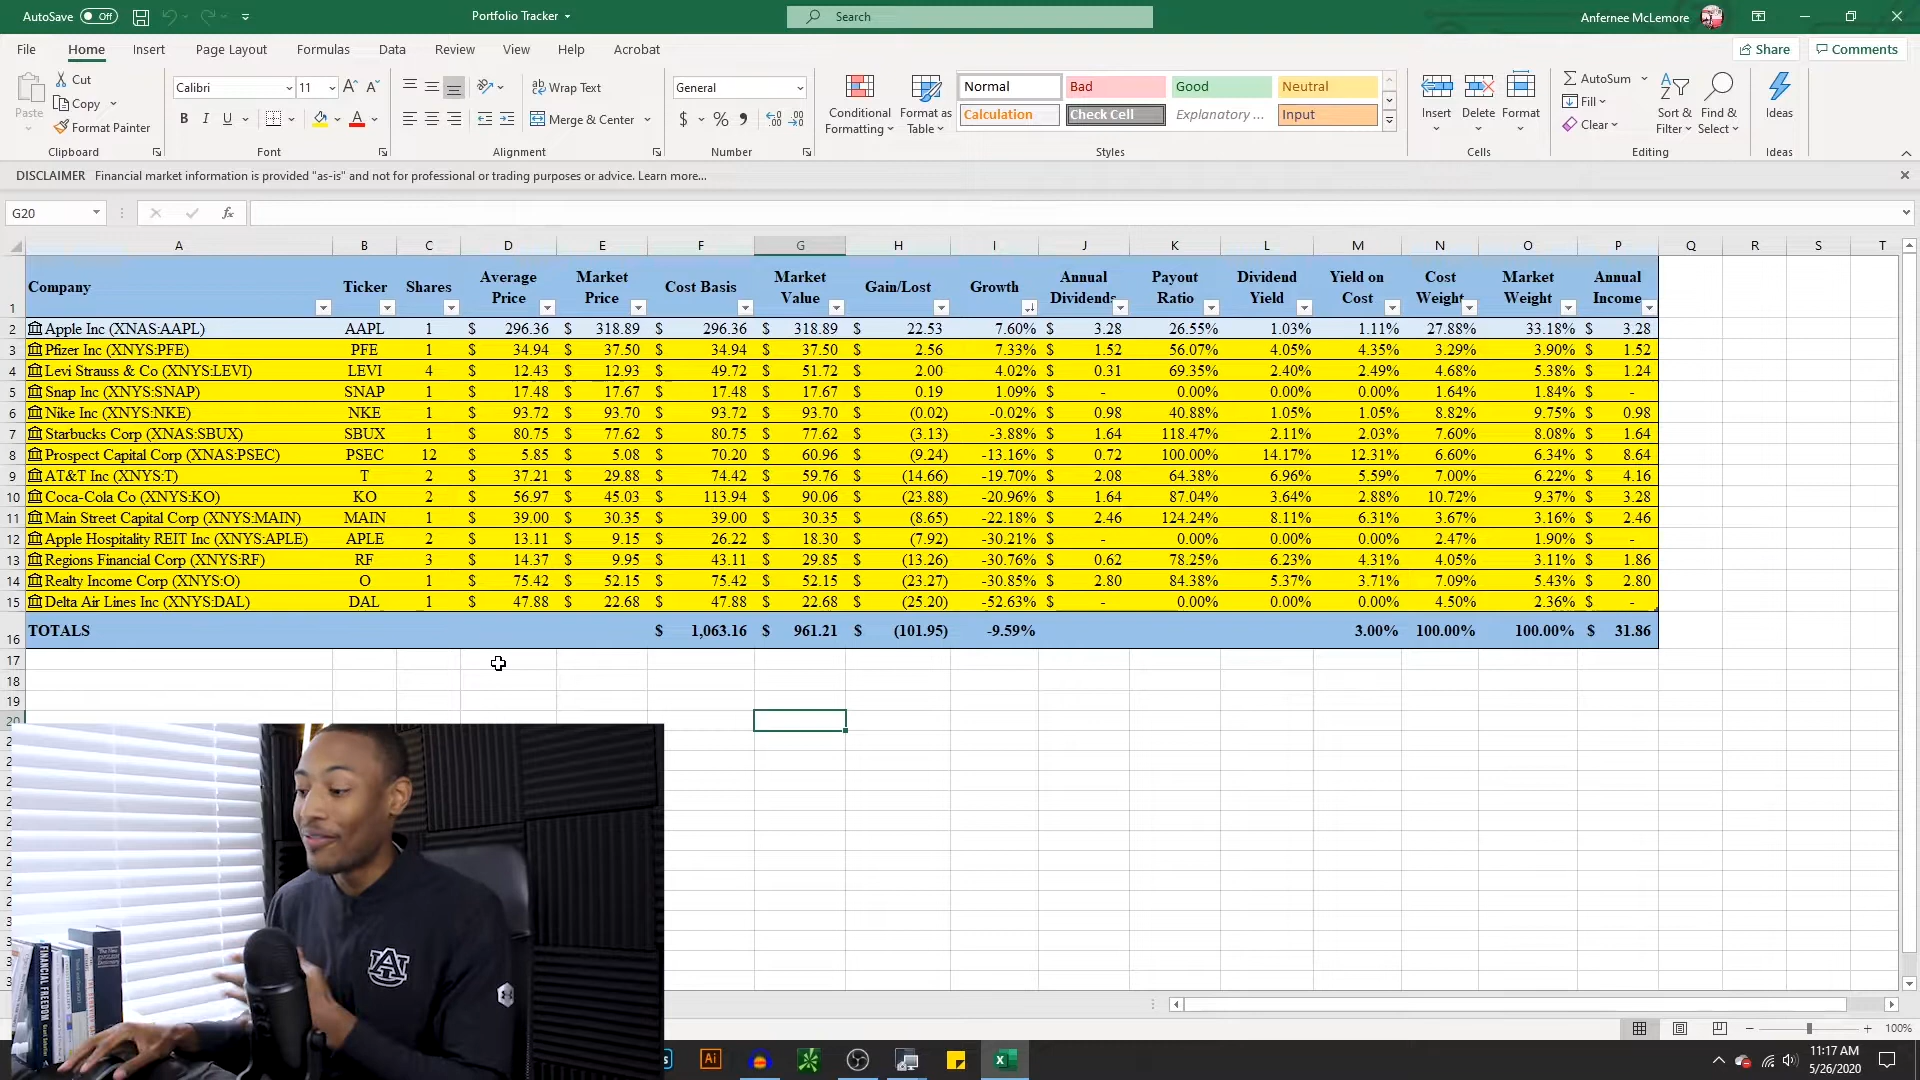 AutoSave Off Portfolio Tracker Search Anfernee McLemore
File Home Insert Page Layout Formulas Data Review View Help Acrobat Share Comments
Paste Cut Copy Format Painter
Clipboard
Calibri 11 A A
B I U A
Font
Wrap Text
Merge & Center
Alignment
General
$ % 9
Number
Conditional Formatting Format as Table
Normal Bad Good Neutral
Calculation Check Cell Explanatory ... Input
Styles
Insert Delete Format
Cells
AutoSum
Fill
Clear
Sort & Filter Find & Select
Editing
Ideas
Ideas
DISCLAIMER Financial market information is provided "as-is" and not for professional or trading purposes or advice. Learn more...
G20 fx
A B C D E F G H I J K L M N O P Q R S T
1 Company Ticker Shares Average Price Market Price Cost Basis Market Value Gain/Lost Growth Annual Dividends Payout Ratio Dividend Yield Yield on Cost Cost Weight Market Weight Annual Income
2 Apple Inc (XNAS:AAPL) AAPL 1 $ 296.36 $ 318.89 $ 296.36 $ 318.89 $ 22.53 7.60% $ 3.28 26.55% 1.03% 1.11% 27.88% 33.18% $ 3.28
3 Pfizer Inc (XNYS:PFE) PFE 1 $ 34.94 $ 37.50 $ 34.94 $ 37.50 $ 2.56 7.33% $ 1.52 56.07% 4.05% 4.35% 3.29% 3.90% $ 1.52
4 Levi Strauss & Co (XNYS:LEVI) LEVI 4 $ 12.43 $ 12.93 $ 49.72 $ 51.72 $ 2.00 4.02% $ 0.31 69.35% 2.40% 2.49% 4.68% 5.38% $ 1.24
5 Snap Inc (XNYS:SNAP) SNAP 1 $ 17.48 $ 17.67 $ 17.48 $ 17.67 $ 0.19 1.09% $ - 0.00% 0.00% 0.00% 1.64% 1.84% $ -
6 Nike Inc (XNYS:NKE) NKE 1 $ 93.72 $ 93.70 $ 93.72 $ 93.70 $ (0.02) -0.02% $ 0.98 40.88% 1.05% 1.05% 8.82% 9.75% $ 0.98
7 Starbucks Corp (XNAS:SBUX) SBUX 1 $ 80.75 $ 77.62 $ 80.75 $ 77.62 $ (3.13) -3.88% $ 1.64 118.47% 2.11% 2.03% 7.60% 8.08% $ 1.64
8 Prospect Capital Corp (XNAS:PSEC) PSEC 12 $ 5.85 $ 5.08 $ 70.20 $ 60.96 $ (9.24) -13.16% $ 0.72 100.00% 14.17% 12.31% 6.60% 6.34% $ 8.64
9 AT&T Inc (XNYS:T) T 2 $ 37.21 $ 29.88 $ 74.42 $ 59.76 $ (14.66) -19.70% $ 2.08 64.38% 6.96% 5.59% 7.00% 6.22% $ 4.16
10 Coca-Cola Co (XNYS:KO) KO 2 $ 56.97 $ 45.03 $ 113.94 $ 90.06 $ (23.88) -20.96% $ 1.64 87.04% 3.64% 2.88% 10.72% 9.37% $ 3.28
11 Main Street Capital Corp (XNYS:MAIN) MAIN 1 $ 39.00 $ 30.35 $ 39.00 $ 30.35 $ (8.65) -22.18% $ 2.46 124.24% 8.11% 6.31% 3.67% 3.16% $ 2.46
12 Apple Hospitality REIT Inc (XNYS:APLE) APLE 2 $ 13.11 $ 9.15 $ 26.22 $ 18.30 $ (7.92) -30.21% $ - 0.00% 0.00% 0.00% 2.47% 1.90% $ -
13 Regions Financial Corp (XNYS:RF) RF 3 $ 14.37 $ 9.95 $ 43.11 $ 29.85 $ (13.26) -30.76% $ 0.62 78.25% 6.23% 4.31% 4.05% 3.11% $ 1.86
14 Realty Income Corp (XNYS:O) O 1 $ 75.42 $ 52.15 $ 75.42 $ 52.15 $ (23.27) -30.85% $ 2.80 84.38% 5.37% 3.71% 7.09% 5.43% $ 2.80
15 Delta Air Lines Inc (XNYS:DAL) DAL 1 $ 47.88 $ 22.68 $ 47.88 $ 22.68 $ (25.20) -52.63% $ - 0.00% 0.00% 0.00% 4.50% 2.36% $ -
16 TOTALS $ 1,063.16 $ 961.21 $ (101.95) -9.59% 3.00% 100.00% 100.00% $ 31.86
17
18
19
20
FINANCIAL FREEDOM
AU
100%
Ai
11:17 AM
5/26/2020